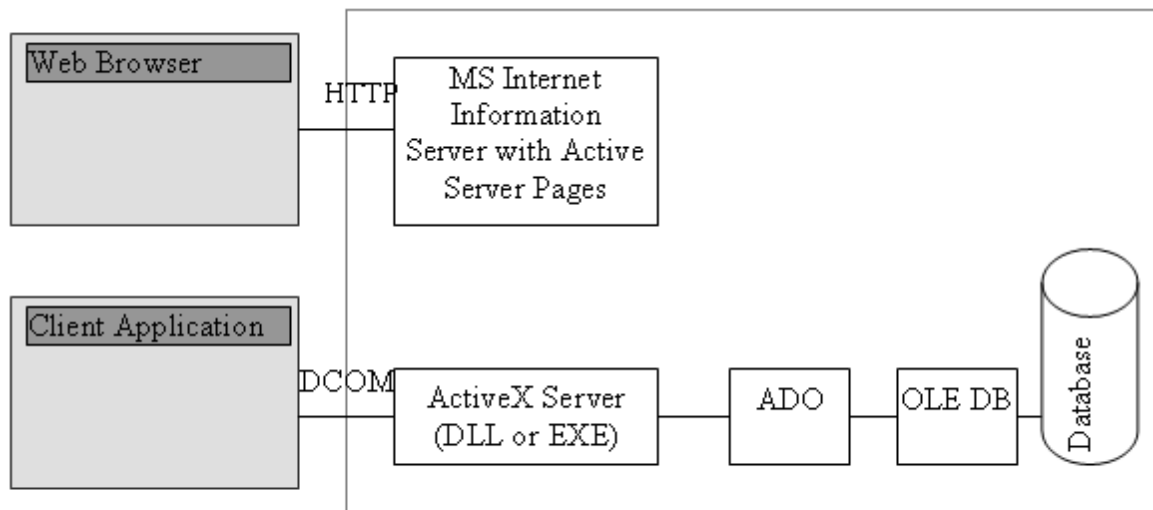 Web Browser
HTTP
MS Internet
Information
Server with Active
Server Pages
Client Application
DCOM
ActiveX Server
(DLL or EXE)
ADO
OLE DB
Database